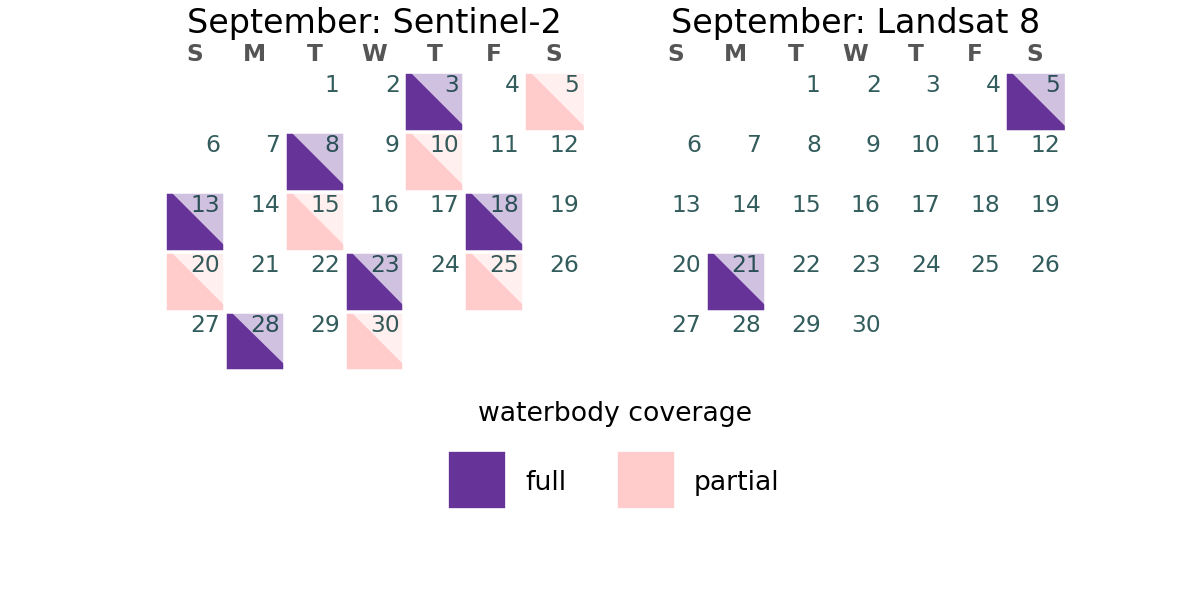 September: Sentinel-2
S M T W T F S
1 2 3 4 5
6 7 8 9 10 11 12
13 14 15 16 17 18 19
20 21 22 23 24 25 26
27 28 29 30
September: Landsat 8
S M T W T F S
1 2 3 4 5
6 7 8 9 10 11 12
13 14 15 16 17 18 19
20 21 22 23 24 25 26
27 28 29 30
waterbody coverage
full partial